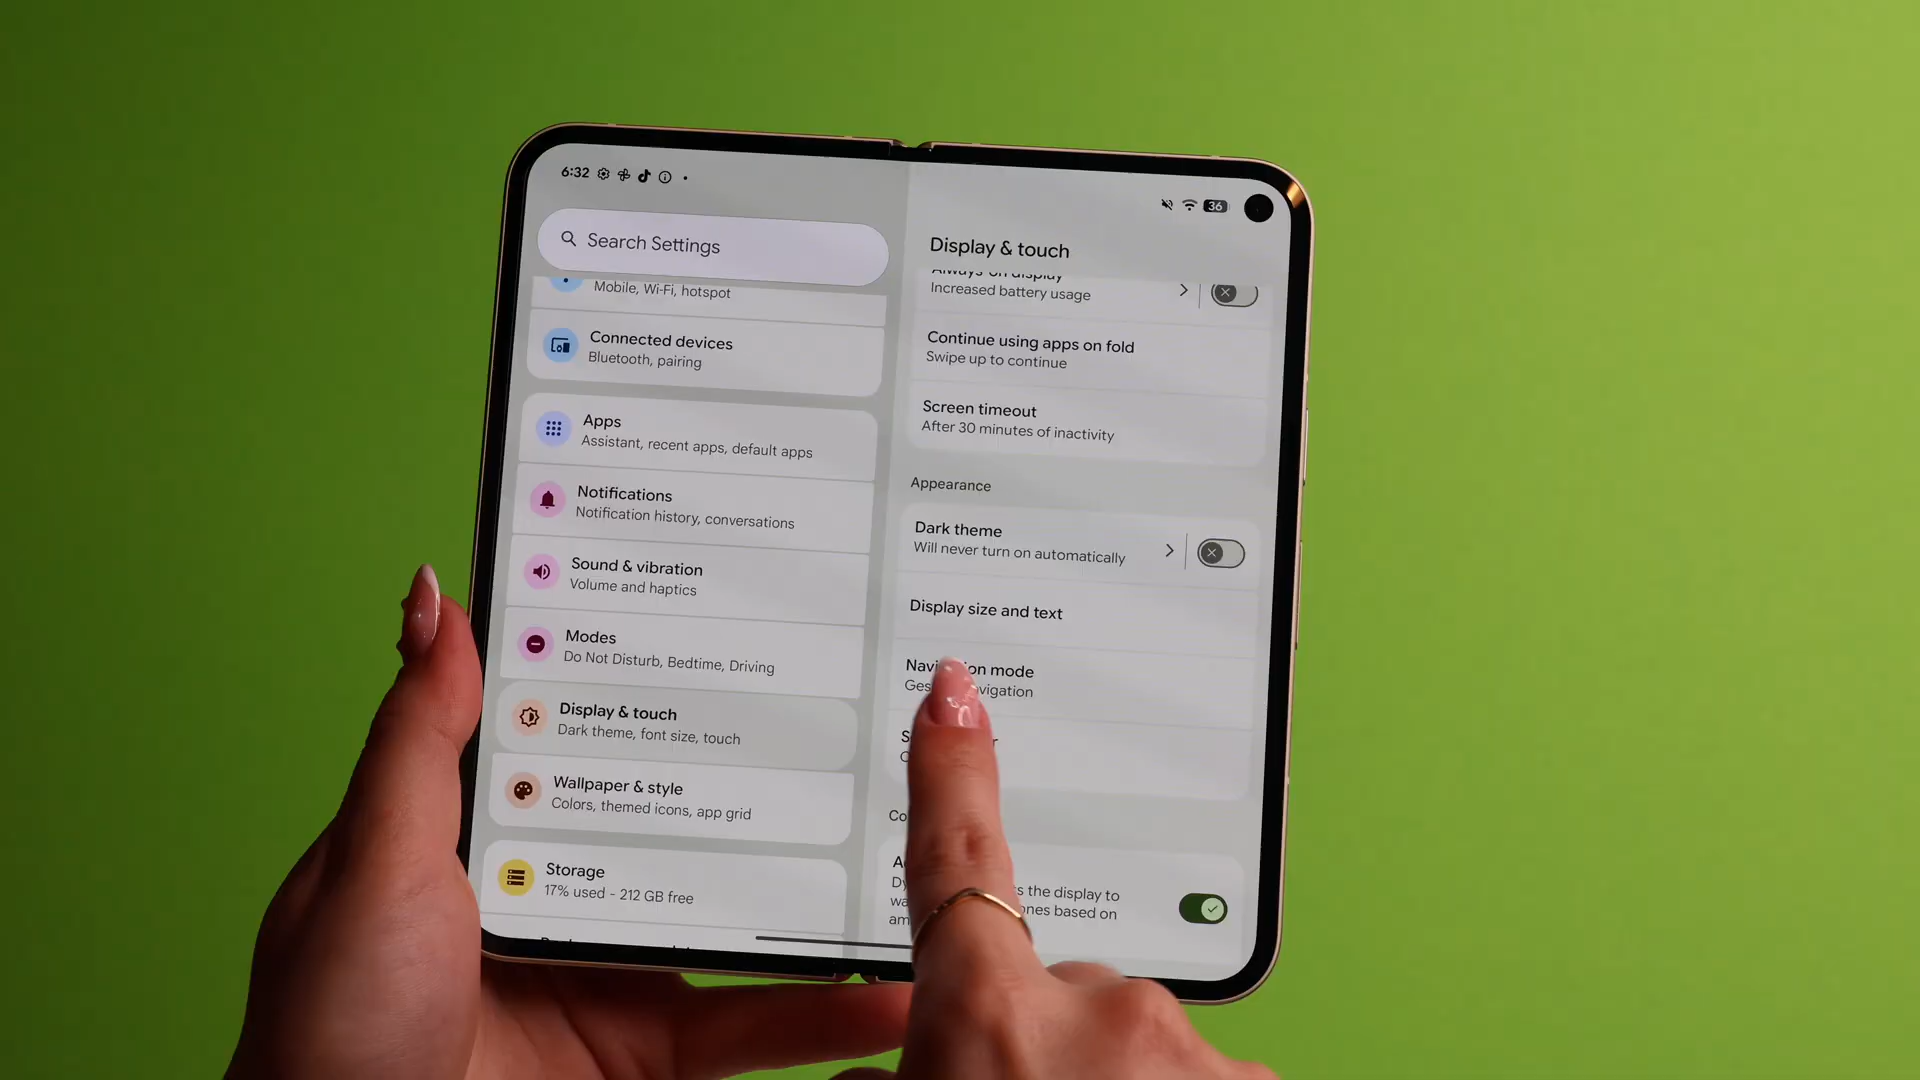 6:32
36
Search Settings
Mobile, Wi-Fi, hotspot
Connected devices
Bluetooth, pairing
Apps
Assistant, recent apps, default apps
Notifications
Notification history, conversations
Sound & vibration
Volume and haptics
Modes
Do Not Disturb, Bedtime, Driving
Display & touch
Dark theme, font size, touch
Wallpaper & style
Colors, themed icons, app grid
Storage
17% used - 212 GB free
Display & touch
Always on display
Increased battery usage
Continue using apps on fold
Swipe up to continue
Screen timeout
After 30 minutes of inactivity
Appearance
Dark theme
Will never turn on automatically
Display size and text
mode
the display to
based on